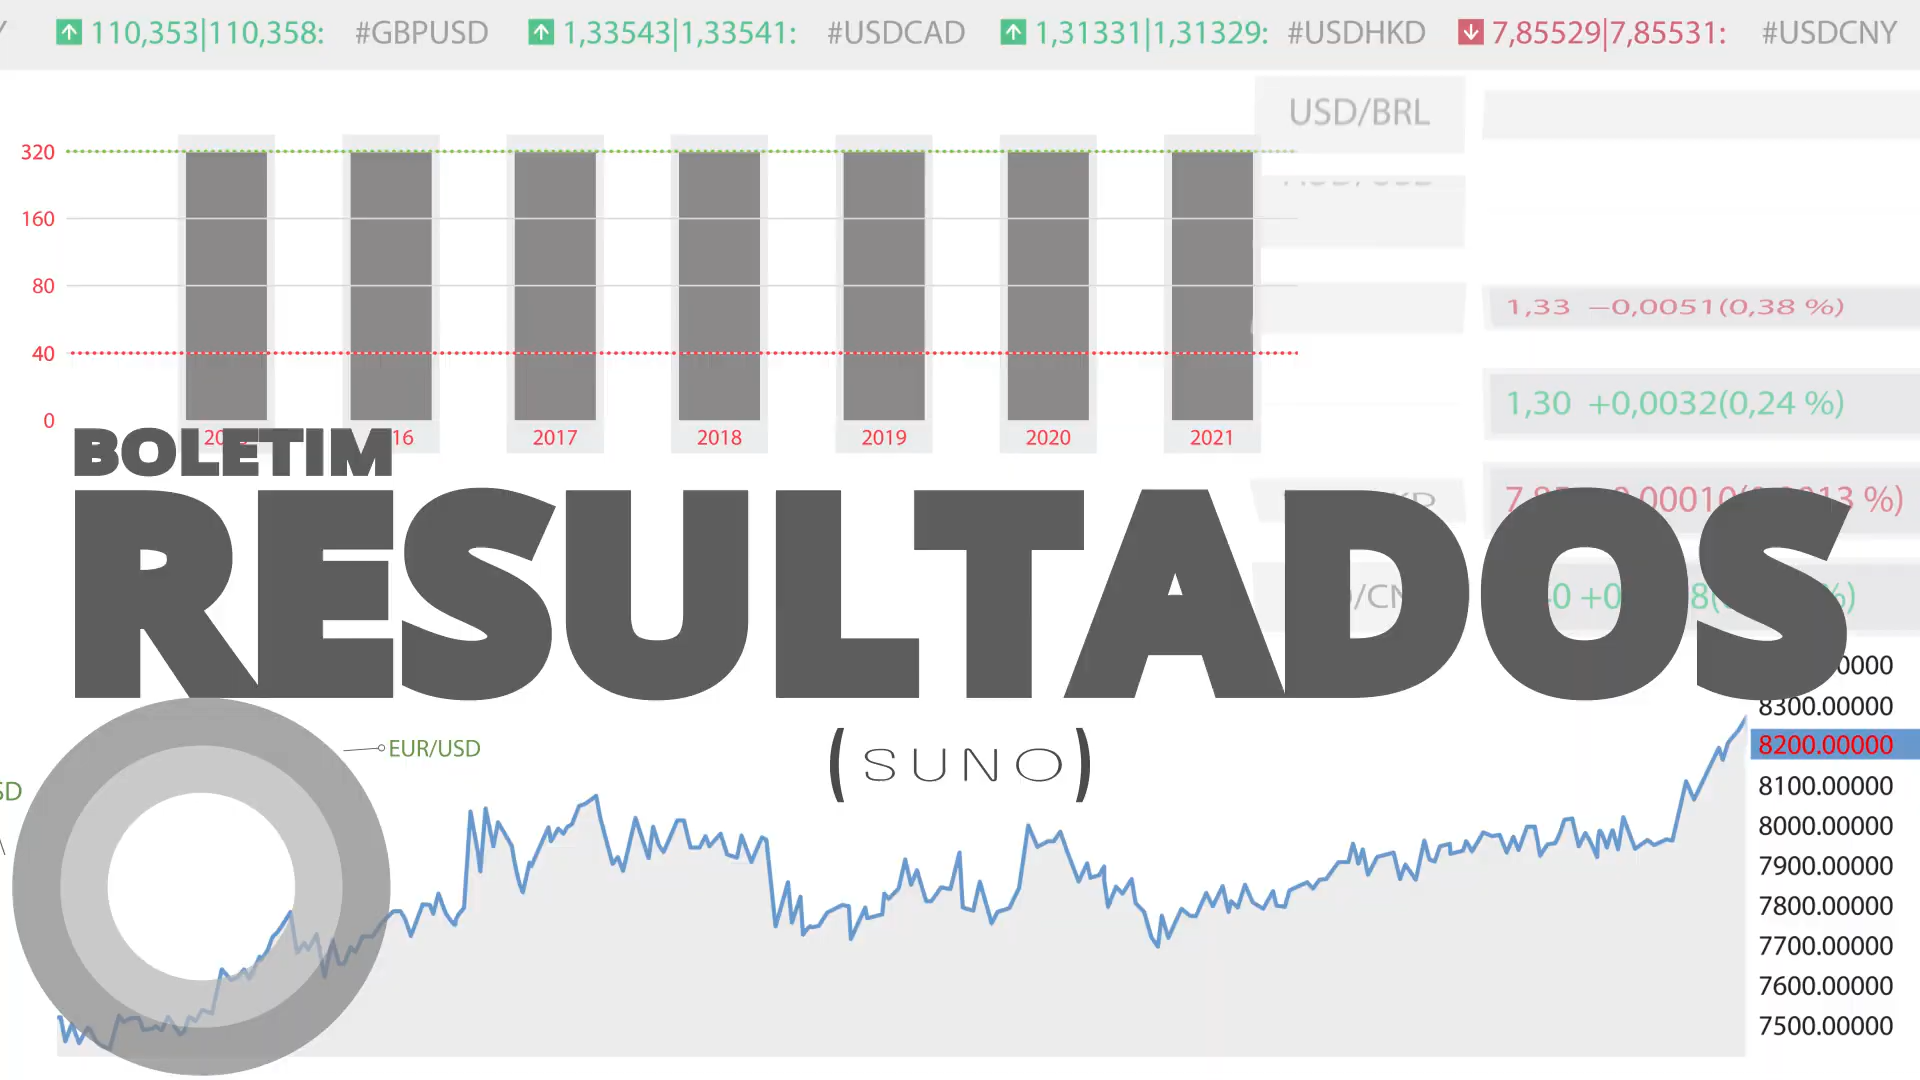 110,353|110,358: #GBPUSD 1,33543|1,33541: #USDCAD 1,31331|1,31329: #USDHKD 7,85529|7,85531: #USDCNY
USD/BRL
320
160
80
40
0
2017 2018 2019 2020 2021
1,33 –0,0051(0,38 %)
1,30 +0,0032(0,24 %)
BOLETIM
RESULTADOS
(SUNO)
EUR/USD
8300.00000
8200.00000
8100.00000
8000.00000
7900.00000
7800.00000
7700.00000
7600.00000
7500.00000